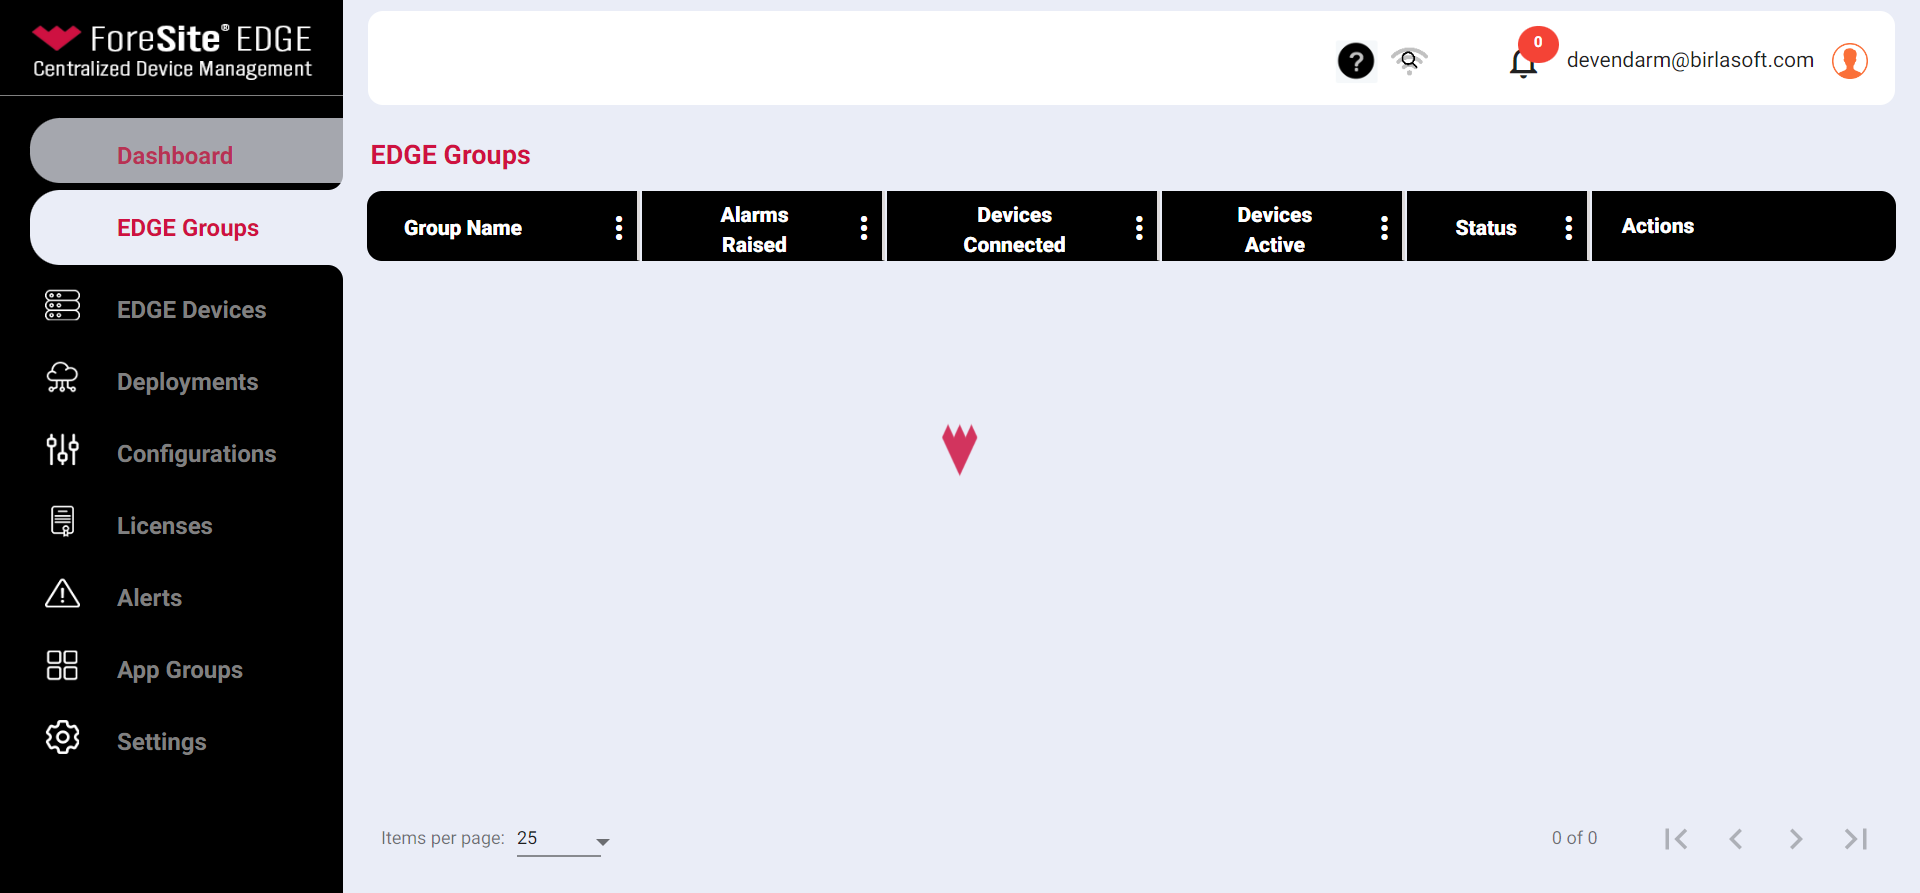 ForeSite® EDGE
Centralized Device Management
0
devendarm@birlasoft.com
Dashboard
EDGE Groups
EDGE Devices
Deployments
Configurations
Licenses
Alerts
App Groups
Settings
EDGE Groups
Group Name
Alarms
Raised
Devices
Connected
Devices
Active
Status
Actions
Items per page: 25
0 of 0